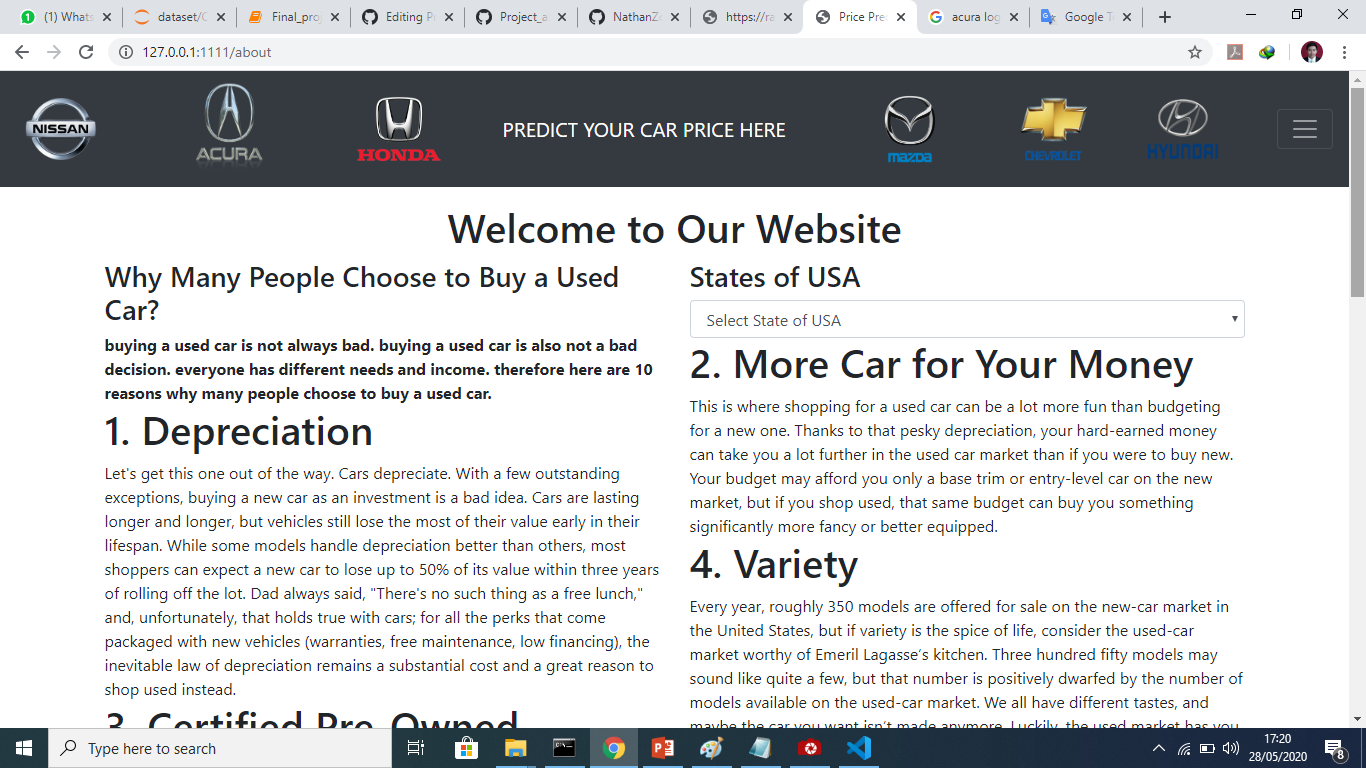 (1) Whats
dataset/C
Final_proj
Editing Pr
Project_a
NathanZo
https://ra
Price Pred
acura log
Google T
127.0.0.1:1111/about
NISSAN
ACURA
HONDA
PREDICT YOUR CAR PRICE HERE
mazda
CHEVROLET
HYUNDAI
Welcome to Our Website
Why Many People Choose to Buy a Used
Car?
buying a used car is not always bad. buying a used car is also not a bad
decision. everyone has different needs and income. therefore here are 10
reasons why many people choose to buy a used car.
1. Depreciation
Let's get this one out of the way. Cars depreciate. With a few outstanding
exceptions, buying a new car as an investment is a bad idea. Cars are lasting
longer and longer, but vehicles still lose the most of their value early in their
lifespan. While some models handle depreciation better than others, most
shoppers can expect a new car to lose up to 50% of its value within three years
of rolling off the lot. Dad always said, "There's no such thing as a free lunch,"
and, unfortunately, that holds true with cars; for all the perks that come
packaged with new vehicles (warranties, free maintenance, low financing), the
inevitable law of depreciation remains a substantial cost and a great reason to
shop used instead.
3. Certified Pre-Owned
States of USA
Select State of USA
2. More Car for Your Money
This is where shopping for a used car can be a lot more fun than budgeting
for a new one. Thanks to that pesky depreciation, your hard-earned money
can take you a lot further in the used car market than if you were to buy new.
Your budget may afford you only a base trim or entry-level car on the new
market, but if you shop used, that same budget can buy you something
significantly more fancy or better equipped.
4. Variety
Every year, roughly 350 models are offered for sale on the new-car market in
the United States, but if variety is the spice of life, consider the used-car
market worthy of Emeril Lagasse’s kitchen. Three hundred fifty models may
sound like quite a few, but that number is positively dwarfed by the number of
models available on the used-car market. We all have different tastes, and
maybe the car you want isn’t made anymore. Luckily, the used market has you
Type here to search
17:20
28/05/2020
8